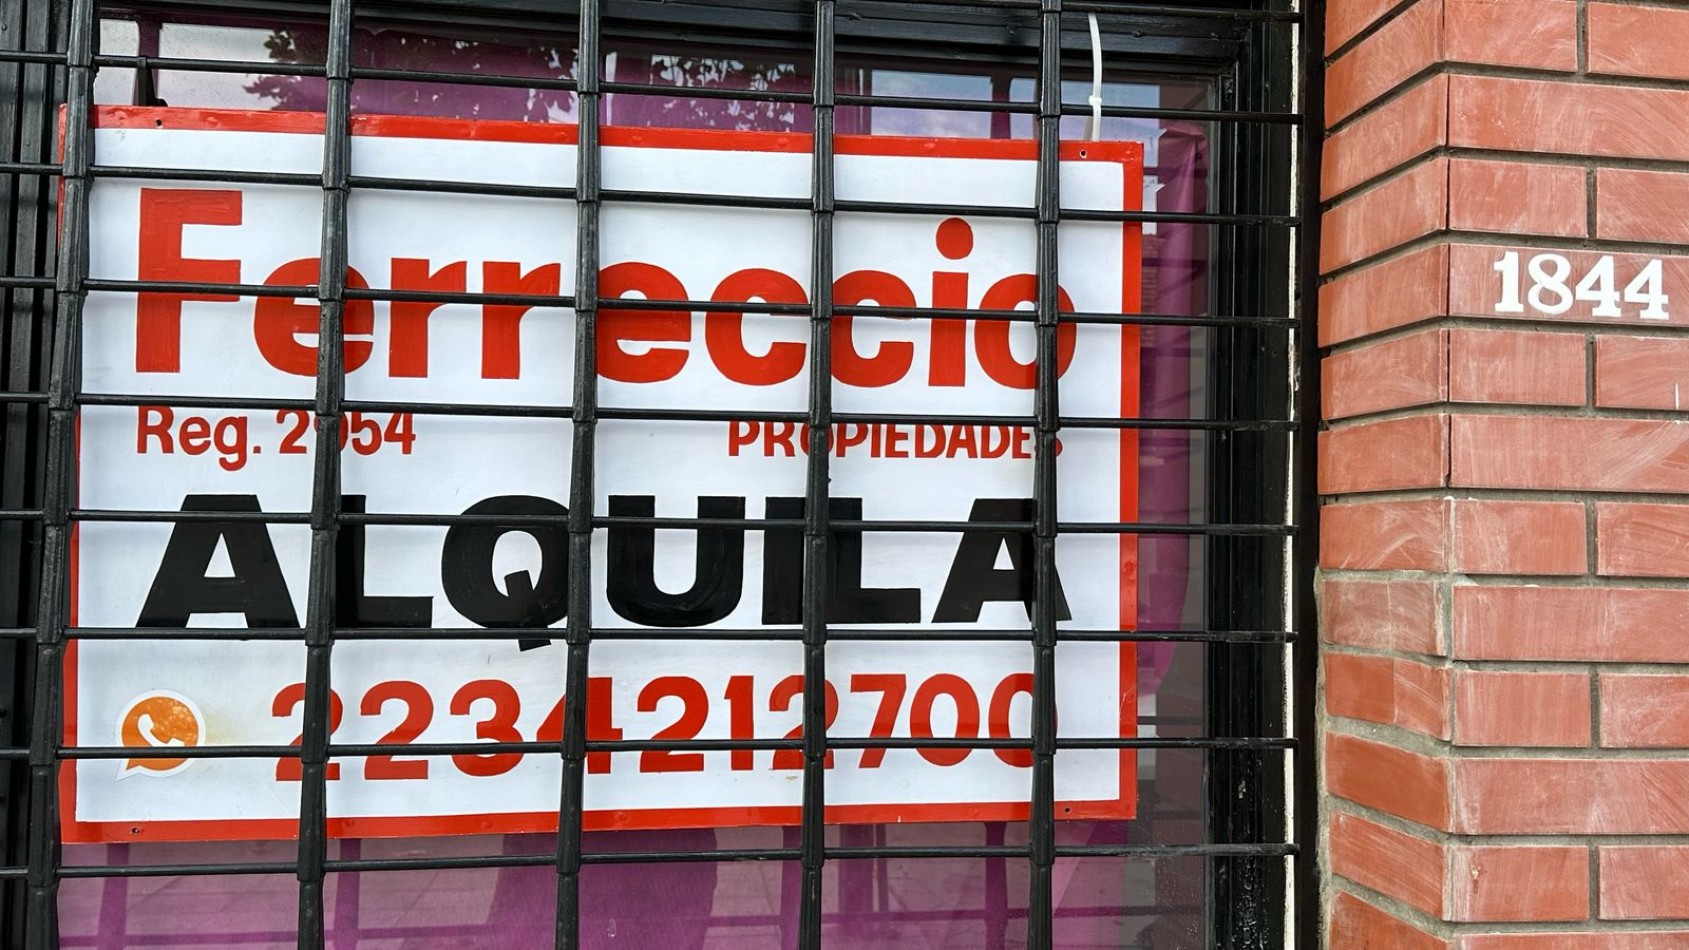 Ferreccio
Reg. 2954 PROPIEDADES
ALQUILA
2234212700
1844